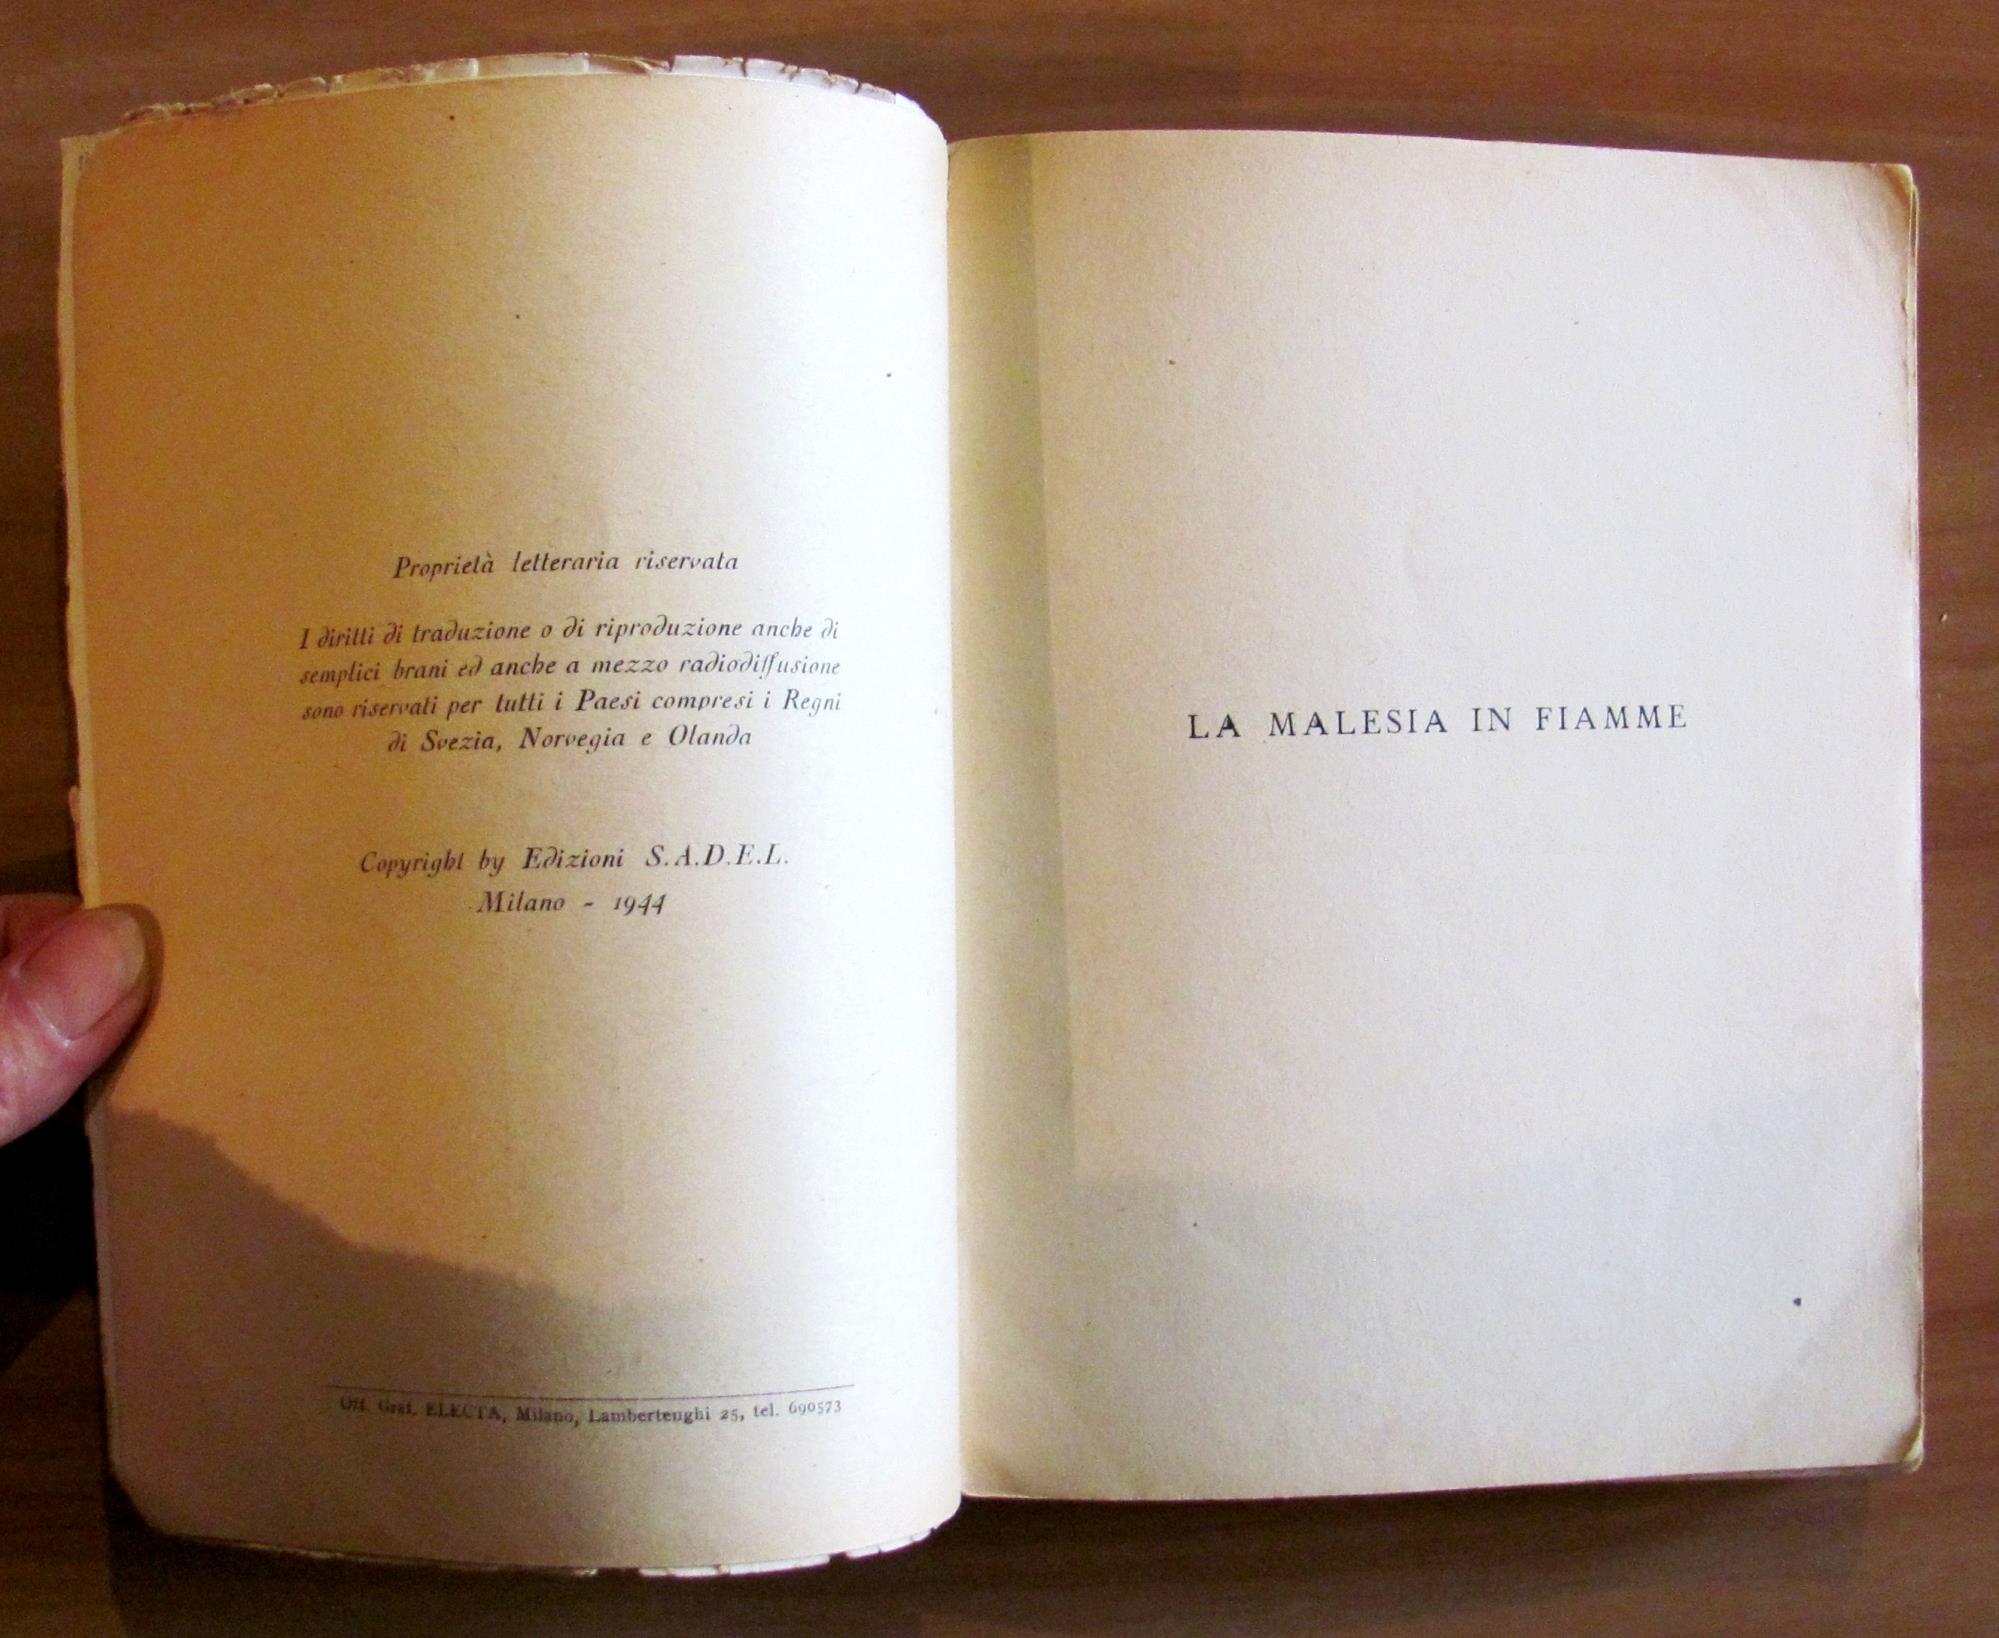 Proprietà letteraria riservata
I diritti di traduzione o di riproduzione anche di
semplici brani ed anche a mezzo radiodiffusione
sono riservati per tutti i Paesi compresi i Regni
di Svezia, Norvegia e Olanda
Copyright by Edizioni S.A.D.E.L.
Milano - 1944
Off. Graf. ELECTA, Milano, Lambertenghi 25, tel. 690573
LA MALESIA IN FIAMME